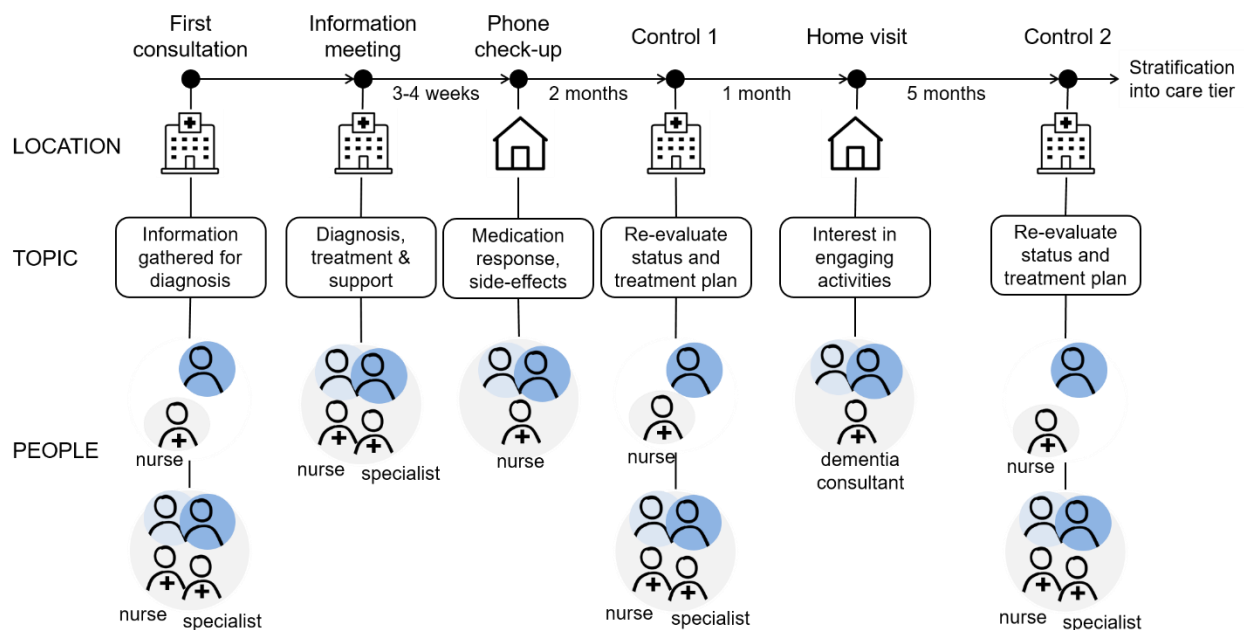 First
consultation
Information
meeting
Phone
check-up
Control 1
Home visit
Control 2
3-4 weeks
2 months
1 month
5 months
Stratification
into care tier
LOCATION
TOPIC
Information
gathered for
diagnosis
Diagnosis,
treatment &
support
Medication
response,
side-effects
Re-evaluate
status and
treatment plan
Interest in
engaging
activities
Re-evaluate
status and
treatment plan
PEOPLE
nurse
nurse
specialist
nurse
nurse
dementia
consultant
nurse
nurse
specialist
nurse
specialist
nurse
specialist